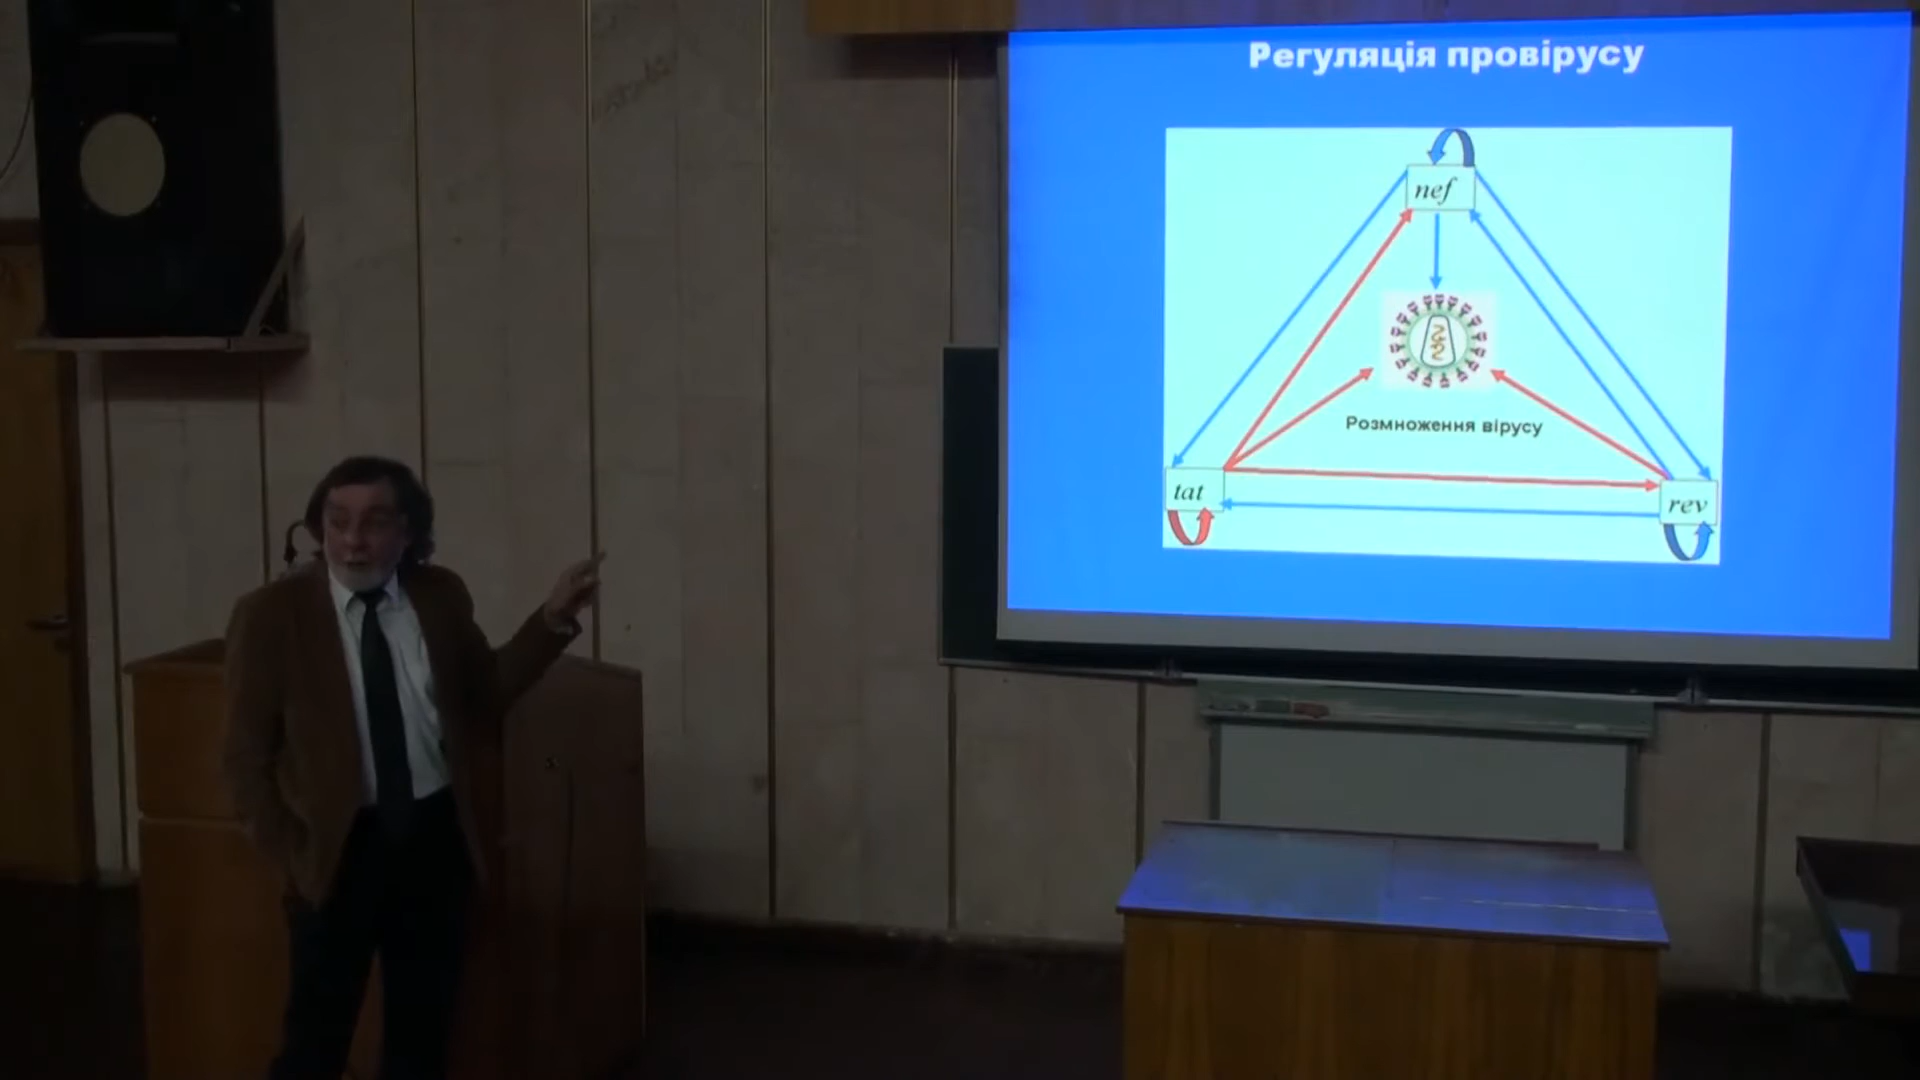 Регуляція провірусу
nef
Розмноження вірусу
tat
rev